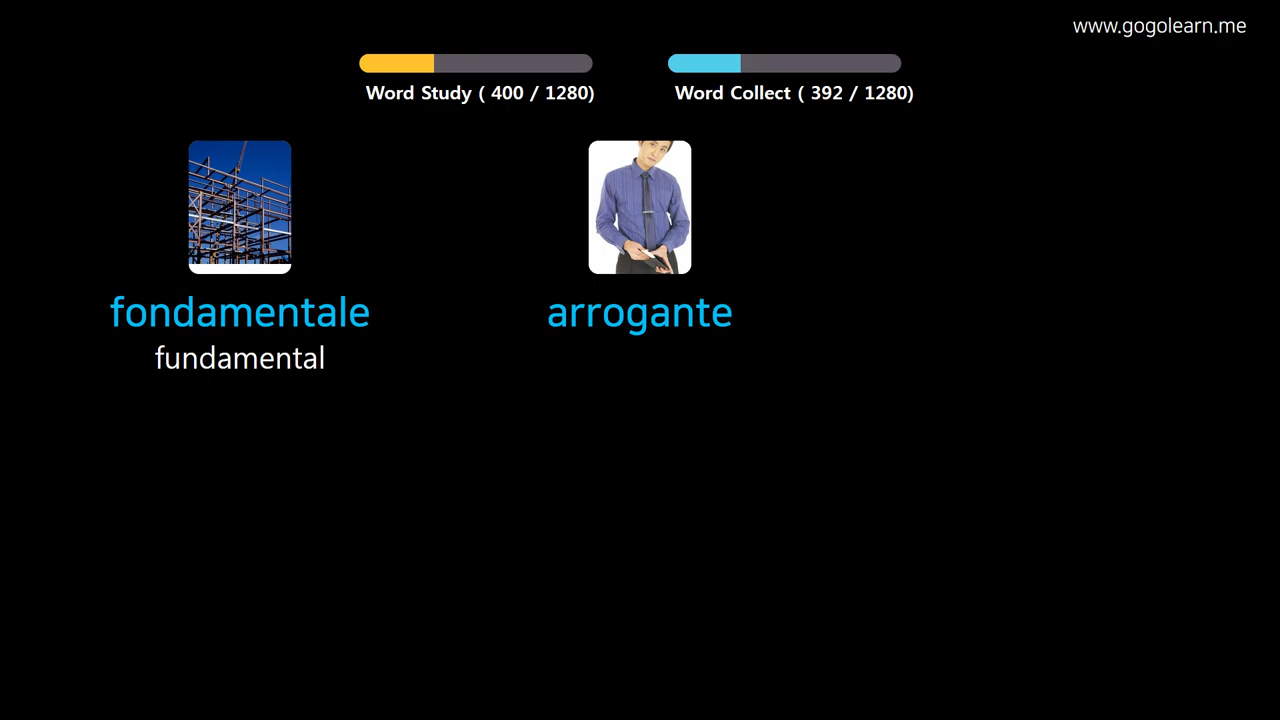 www.gogolearn.me
Word Study ( 400 / 1280)
Word Collect ( 392 / 1280)
fondamentale
arrogante
fundamental